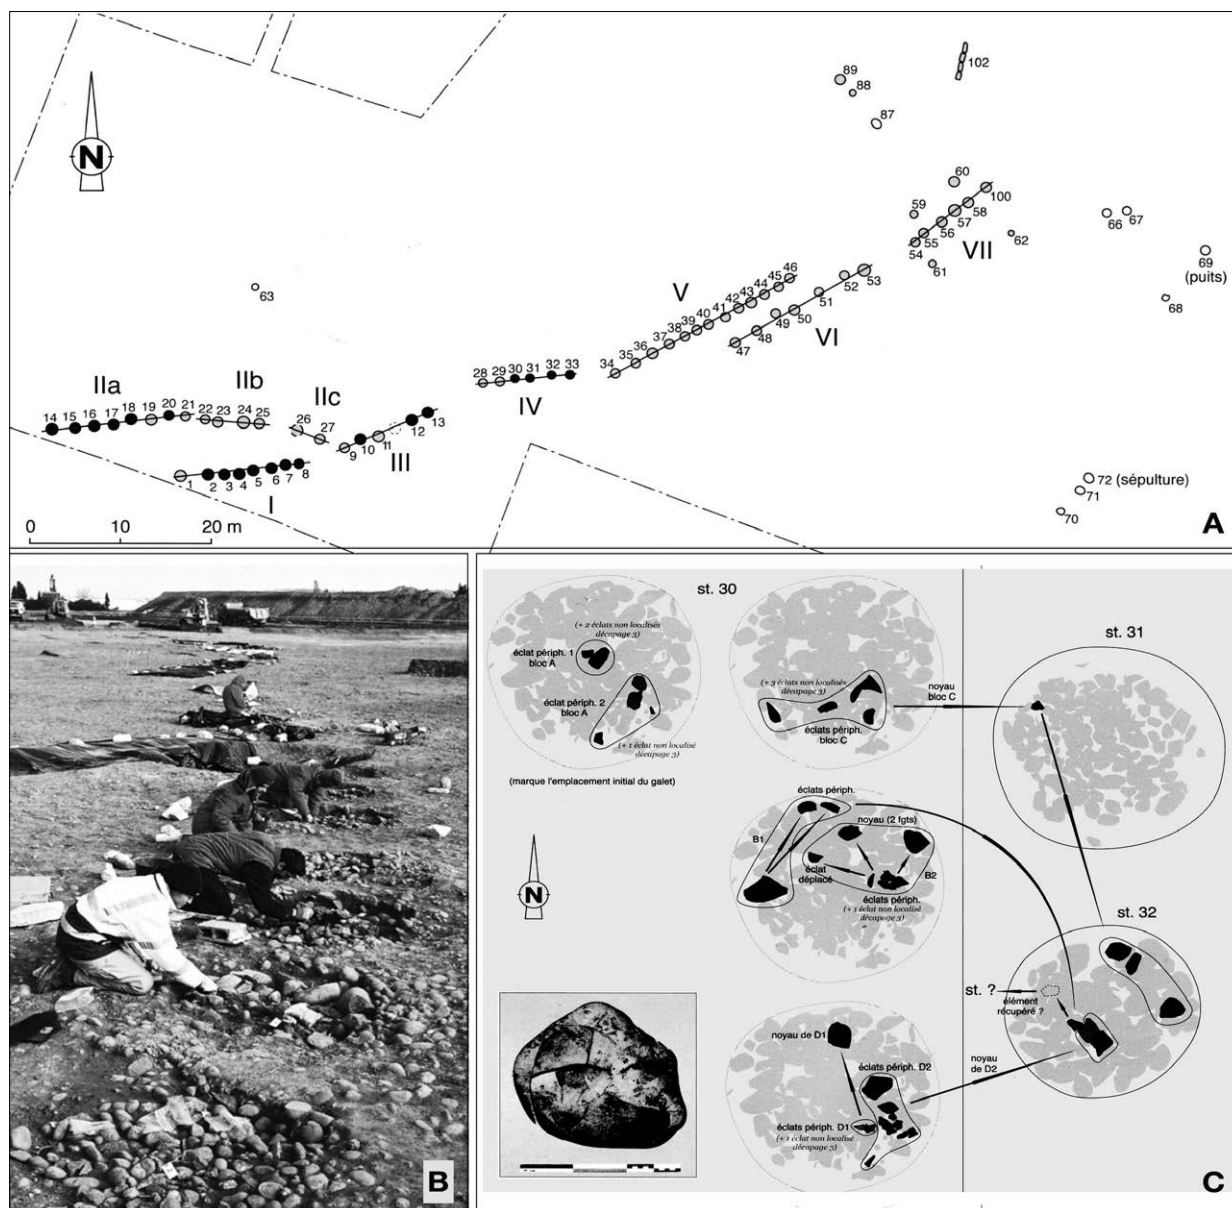 89
88
102
87
N
60
100
59
58
57
56
55
54
VII
62
61
66
67
69
(puits)
68
63
V
46
45
44
43
42
41
40
39
38
37
36
35
34
53
52
51
50
49
48
47
VI
IIa
IIb
IIc
14
15
16
17
18
19
20
21
22
23
24
25
26
27
28
29
30
31
32
33
IV
9
10
11
12
13
III
1
2
3
4
5
6
7
8
I
72 (sépulture)
71
70
0
10
20 m
A
B
st. 30
(+ 2 éclats non localisés
décapage 3)
éclat périph. 1
bloc A
éclat périph. 2
bloc A
(+ 1 éclat non localisé
décapage 3)
(marque l'emplacement initial du galet)
(+ 3 éclats non localisés
décapage 3)
éclats périph.
bloc C
noyau
bloc C
st. 31
éclats périph.
B1
noyau (2 fgts)
éclat
déplacé
B2
éclats périph.
(+ 1 éclat non localisé
décapage 3)
N
st. 32
st. ?
élément
récupéré ?
noyau de D1
éclats périph. D2
noyau
de D2
éclats périph. D1
(+ 1 éclat non localisé
décapage 3)
C